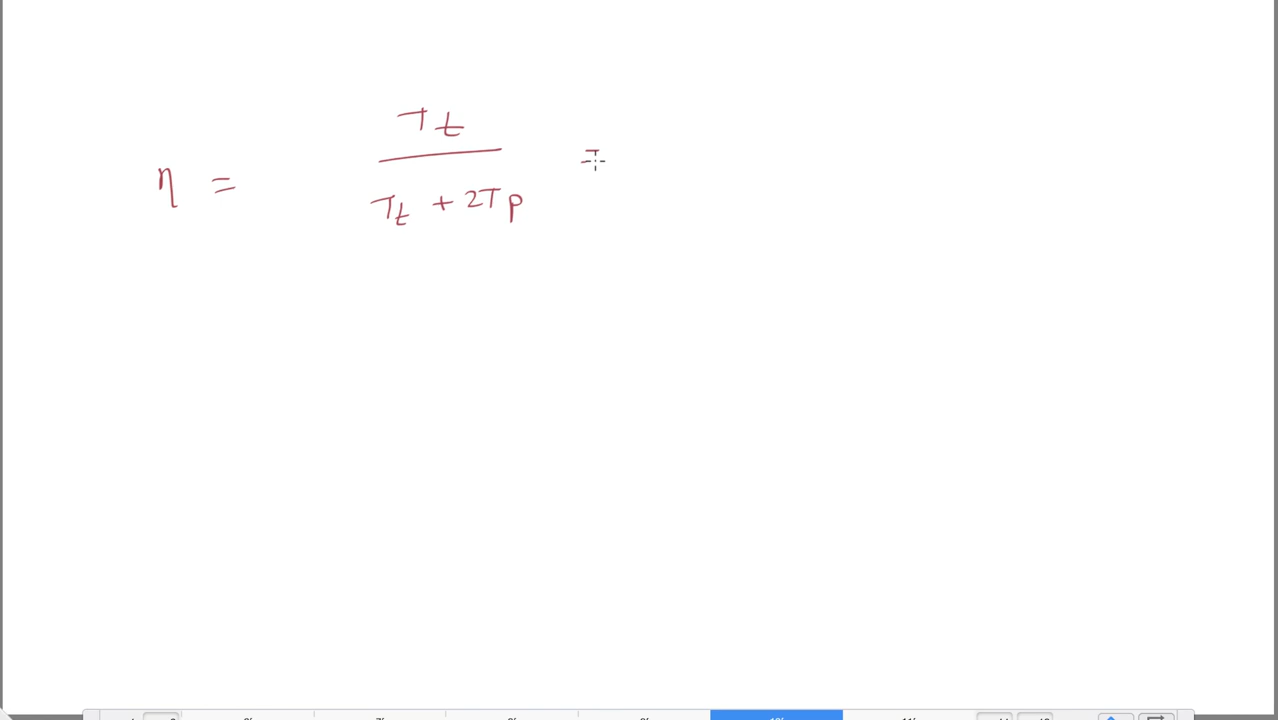 η = Tt / (Tt + 2Tp) =